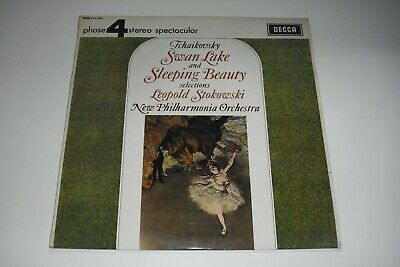 phase 4 stereo spectacular
DECCA
Tchaikovsky
Swan Lake
and
Sleeping Beauty
selections
Leopold Stokowski
New Philharmonia Orchestra